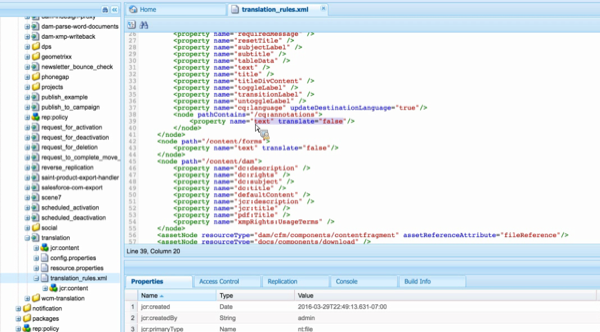 Home
translation_rules.xml
dam-parse-word-documents
dam-xmp-writeback
dps
geometrixx
newsletter_bounce_check
phonegap
projects
publish_example
publish_to_campaign
rep:policy
request_for_activation
request_for_deactivation
request_for_deletion
request_to_complete_move_
reverse_replication
saint-product-export-handler
salesforce-com-export
scene7
scheduled_activation
scheduled_deactivation
social
translation
jcr:content
config.properties
resource.properties
translation_rules.xml
jcr:content
wcm-translation
notification
packages
rep:policy
26 <property name="requiredMessage" />
27 <property name="resetTitle" />
28 <property name="subjectLabel" />
29 <property name="subtitle" />
30 <property name="tableData" />
31 <property name="text" />
32 <property name="title" />
33 <property name="titleDivContent" />
34 <property name="toggleLabel" />
35 <property name="transitionLabel" />
36 <property name="untoggleLabel" />
37 <property name="cq:language" updateDestinationLanguage="true"/>
38 <node pathContains="/cq:annotations">
39 <property name="text" translate="false"/>
40 </node>
41 </node>
42 <node path="/content/forms">
43 <property name="text" translate="false"/>
44 </node>
45 <node path="/content/dam">
46 <property name="dc:description" />
47 <property name="dc:rights" />
48 <property name="dc:subject" />
49 <property name="dc:title" />
50 <property name="defaultContent" />
51 <property name="jcr:description" />
52 <property name="jcr:title" />
53 <property name="pdf:Title" />
54 <property name="xmpRights:UsageTerms" />
55 </node>
56 <assetNode resourceType="dam/cfm/components/contentfragment" assetReferenceAttribute="fileReference"/>
57 <assetNode resourceType="docs/components/download" />
Line 39, Column 20
Properties Access Control Replication Console Build Info
Name Type Value
jcr:created Date 2016-03-29T22:49:13.631-07:00
jcr:createdBy String admin
jcr:primaryType Name nt:file